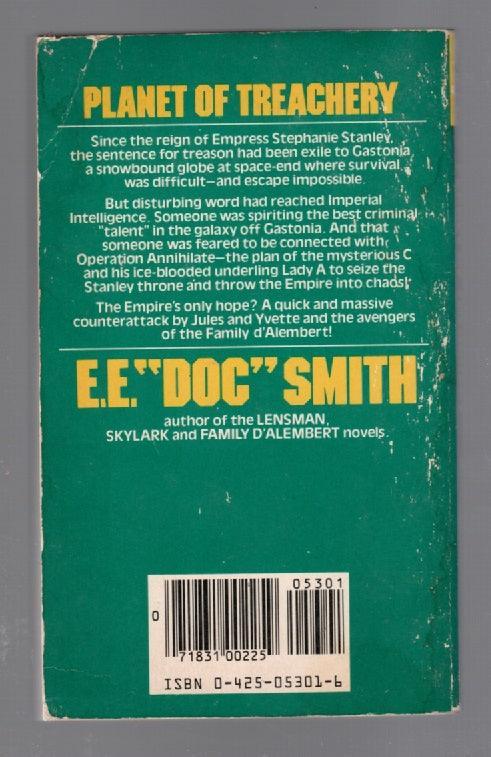 PLANET OF TREACHERY
Since the reign of Empress Stephanie Stanley,
the sentence for treason had been exile to Gastonia,
a snowbound globe at space-end where survival
was difficult—and escape impossible.
But disturbing word had reached Imperial
Intelligence. Someone was spiriting the best criminal
"talent" in the galaxy off Gastonia. And that
someone was feared to be connected with
Operation Annihilate—the plan of the mysterious C
and his ice-blooded underling Lady A to seize the
Stanley throne and throw the Empire into chaos!
The Empire's only hope? A quick and massive
counterattack by Jules and Yvette and the avengers
of the Family d'Alembert!
E.E. "DOC" SMITH
author of the LENSMAN,
SKYLARK and FAMILY D'ALEMBERT novels.
05301
0
71831 00225
ISBN 0-425-05301-6